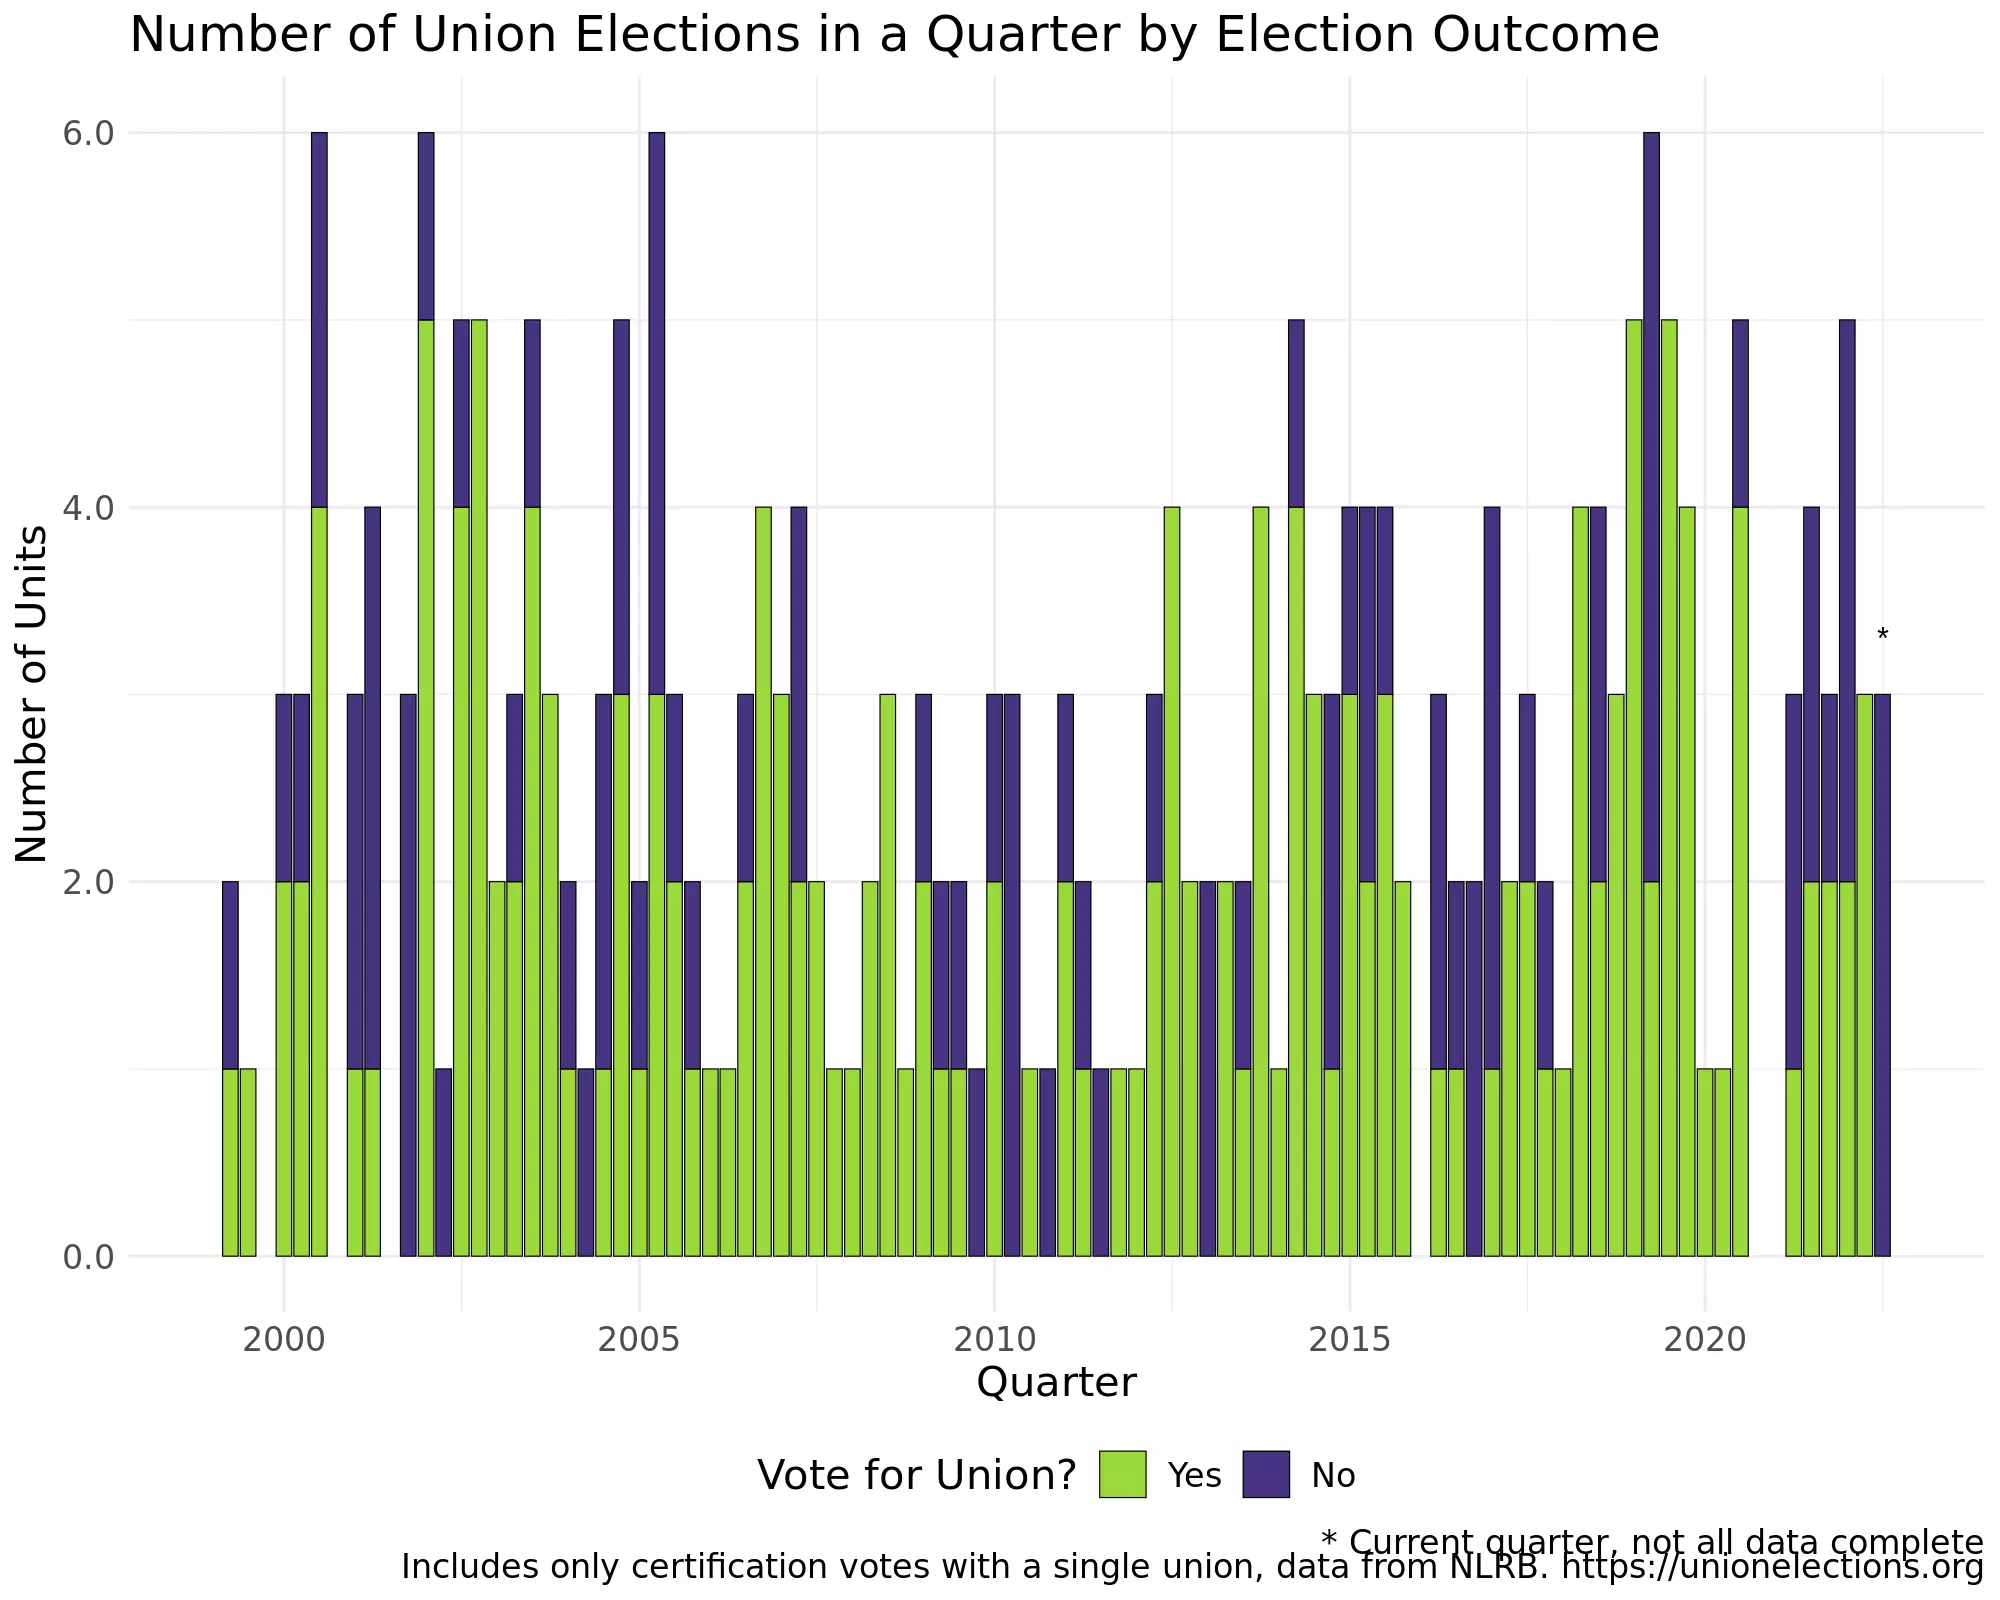 Number of Union Elections in a Quarter by Election Outcome
6.0
4.0
2.0
0.0
Number of Units
*
2000 2005 2010 2015 2020
Quarter
Vote for Union? Yes No
* Current quarter, not all data complete
Includes only certification votes with a single union, data from NLRB. https://unionelections.org